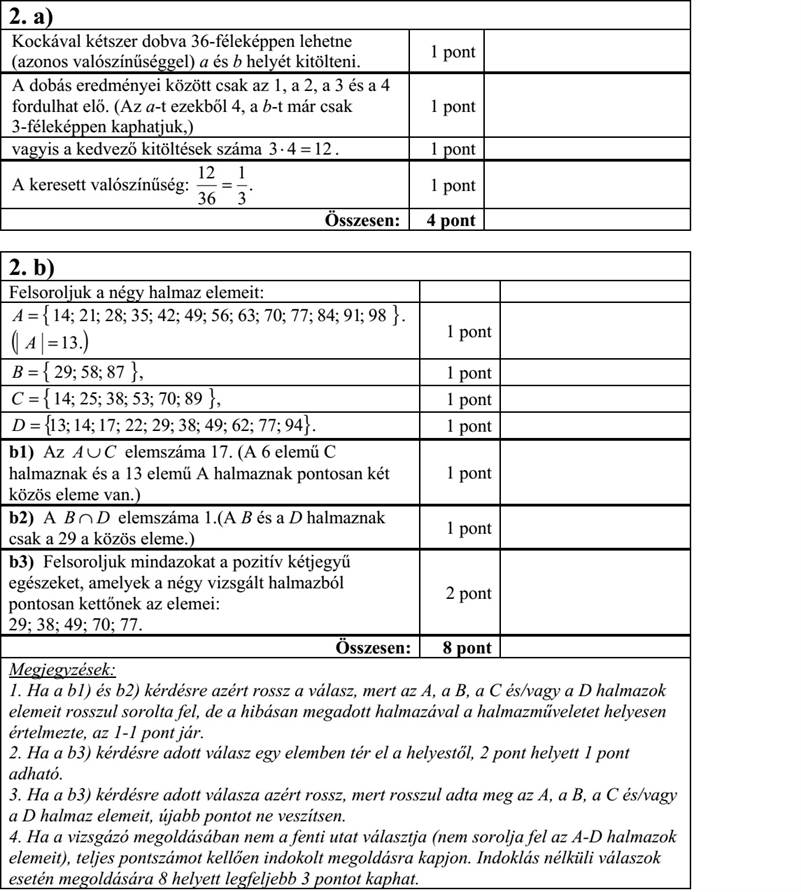 2. a)
Kockával kétszer dobva 36-féleképpen lehetne
(azonos valószínűséggel) a és b helyét kitölteni.
1 pont
A dobás eredményei között csak az 1, a 2, a 3 és a 4
fordulhat elő. (Az a-t ezekből 4, a b-t már csak
3-féleképpen kaphatjuk,)
1 pont
vagyis a kedvező kitöltések száma 3·4 = 12 .
1 pont
A keresett valószínűség: 12/36 = 1/3.
1 pont
Összesen: 4 pont
2. b)
Felsoroljuk a négy halmaz elemeit:
A = { 14; 21; 28; 35; 42; 49; 56; 63; 70; 77; 84; 91; 98 }.
(| A | = 13.)
1 pont
B = { 29; 58; 87 },
1 pont
C = { 14; 25; 38; 53; 70; 89 },
1 pont
D = {13; 14; 17; 22; 29; 38; 49; 62; 77; 94}.
1 pont
b1) Az A ∪ C elemszáma 17. (A 6 elemű C
halmaznak és a 13 elemű A halmaznak pontosan két
közös eleme van.)
1 pont
b2) A B ∩ D elemszáma 1.(A B és a D halmaznak
csak a 29 a közös eleme.)
1 pont
b3) Felsoroljuk mindazokat a pozitív kétjegyű
egészeket, amelyek a négy vizsgált halmazból
pontosan kettőnek az elemei:
29; 38; 49; 70; 77.
2 pont
Összesen: 8 pont
Megjegyzések:
1. Ha a b1) és b2) kérdésre azért rossz a válasz, mert az A, a B, a C és/vagy a D halmazok
elemeit rosszul sorolta fel, de a hibásan megadott halmazával a halmazműveletet helyesen
értelmezte, az 1-1 pont jár.
2. Ha a b3) kérdésre adott válasz egy elemben tér el a helyestől, 2 pont helyett 1 pont
adható.
3. Ha a b3) kérdésre adott válasza azért rossz, mert rosszul adta meg az A, a B, a C és/vagy
a D halmaz elemeit, újabb pontot ne veszítsen.
4. Ha a vizsgázó megoldásában nem a fenti utat választja (nem sorolja fel az A-D halmazok
elemeit), teljes pontszámot kellően indokolt megoldásra kapjon. Indoklás nélküli válaszok
esetén megoldására 8 helyett legfeljebb 3 pontot kaphat.